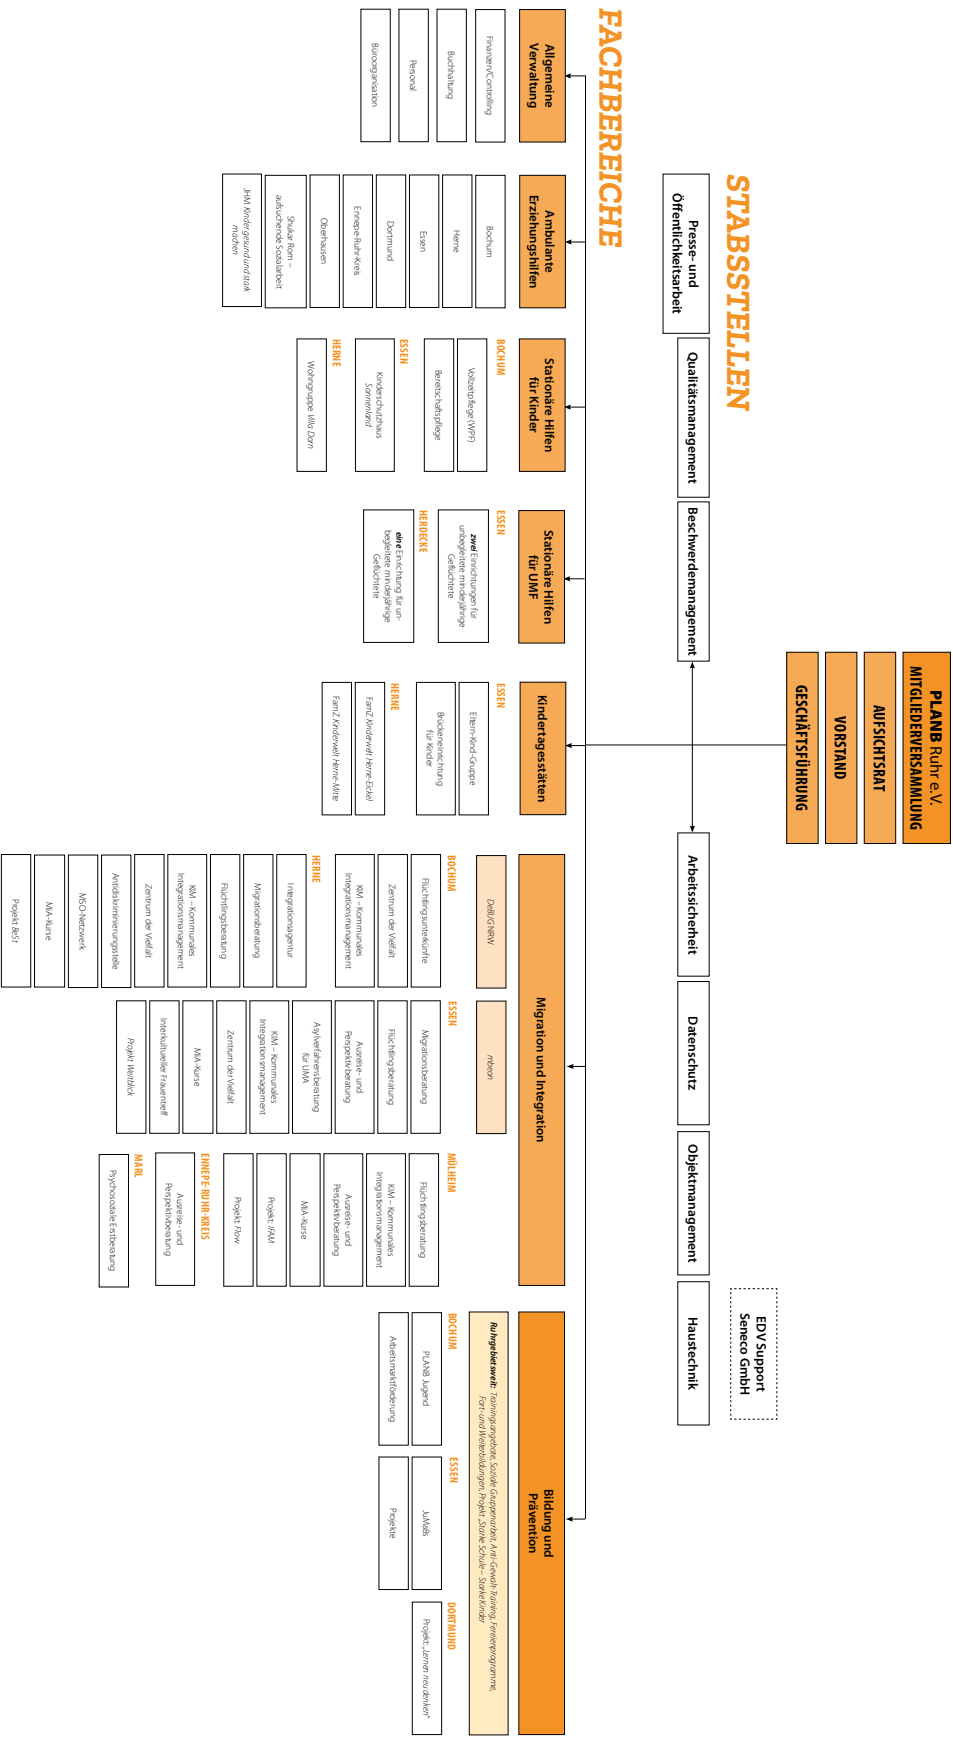 PLANB Ruhr e.V.
MITGLIEDERVERSAMMLUNG
AUFSICHTSRAT
VORSTAND
GESCHÄFTSFÜHRUNG
STABSSTELLEN
EDV Support
Seneco GmbH
Presse- und
Öffentlichkeitsarbeit
Qualitätsmanagement
Beschwerdemanagement
Arbeitssicherheit
Datenschutz
Objektmanagement
Haustechnik
FACHBEREICHE
Allgemeine
Verwaltung
Finanzen/Controlling
Buchhaltung
Personal
Büroorganisation
Ambulante
Erziehungshilfen
Bochum
Herne
Essen
Dortmund
Ennepe-Ruhr-Kreis
Oberhausen
Shukar Rom –
aufsuchende Sozialarbeit
JHM Kinder gesund und stark
machen
Stationäre Hilfen
für Kinder
BOCHUM
Vollzeitpflege (WPF)
Bereitschaftspflege
ESSEN
Kinderschutzhaus
Sonnenland
HERNE
Wohngruppe Villa Dorn
Stationäre Hilfen
für UMF
ESSEN
zwei Einrichtungen für
unbegleitete minderjährige
Geflüchtete
HERDECKE
eine Einrichtung für un-
begleitete minderjährige
Geflüchtete
Kindertagesstätten
ESSEN
Eltern-Kind-Gruppe
Brückeneinrichtung
für Kinder
HERNE
FamZ Kinderwelt Herne-Eickel
FamZ Kinderwelt Herne-Mitte
Migration und Integration
DeBUG NRW
BOCHUM
Flüchtlingsunterkünfte
Zentrum der Vielfalt
KIM – Kommunales
Integrationsmanagement
HERNE
Integrationsagentur
Migrationsberatung
Flüchtlingsberatung
KIM – Kommunales
Integrationsmanagement
Zentrum der Vielfalt
Antidiskriminierungsstelle
MSO-Netzwerk
MiA-Kurse
Projekt BeSt
mbeon
ESSEN
Migrationsberatung
Flüchtlingsberatung
Ausreise- und
Perspektivberatung
Asylverfahrensberatung
für UMA
KIM – Kommunales
Integrationsmanagement
Zentrum der Vielfalt
MiA-Kurse
Interkultureller Frauentreff
Projekt Weitblick
MÜLHEIM
Flüchtlingsberatung
KIM – Kommunales
Integrationsmanagement
Ausreise- und
Perspektivberatung
MiA-Kurse
Projekt: IFAM
Projekt: Flow
ENNEPE-RUHR-KREIS
Ausreise- und
Perspektivberatung
MARL
Psychosoziale Erstberatung
Bildung und
Prävention
Ruhrgebietsweit: Trainingsangebote, Soziale Gruppenarbeit, Anti-Gewalt-Training, Ferienprogramme,
Fort- und Weiterbildungen, Projekt „Starke Schule – Starke Kinder
BOCHUM
PLANB Jugend
Arbeitsmarktförderung
ESSEN
JuMaBs
Projekte
DORTMUND
Projekt: „Lernen neu denken“